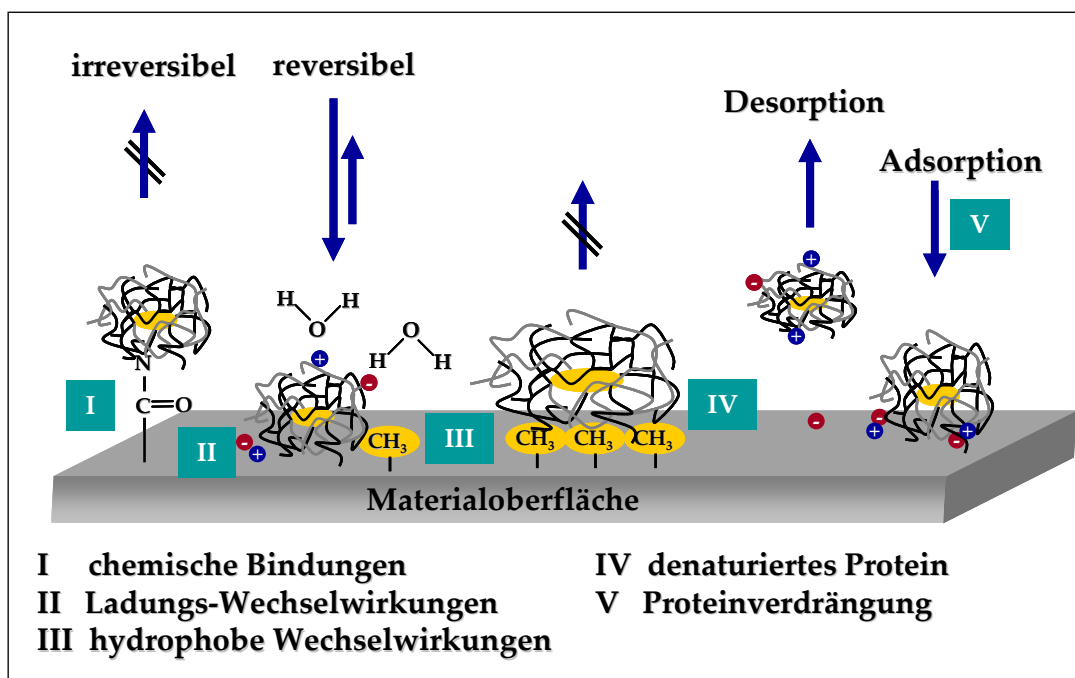 irreversibel reversibel
Desorption
Adsorption
V
H H
O
O
H H
+
-
-
+
+
-
+
N
I
C=O
II
-
+
CH₃
III
CH₃ CH₃ CH₃
IV
-
-
+
-
+
Materialoberfläche
I chemische Bindungen
II Ladungs-Wechselwirkungen
III hydrophobe Wechselwirkungen
IV denaturiertes Protein
V Proteinverdrängung